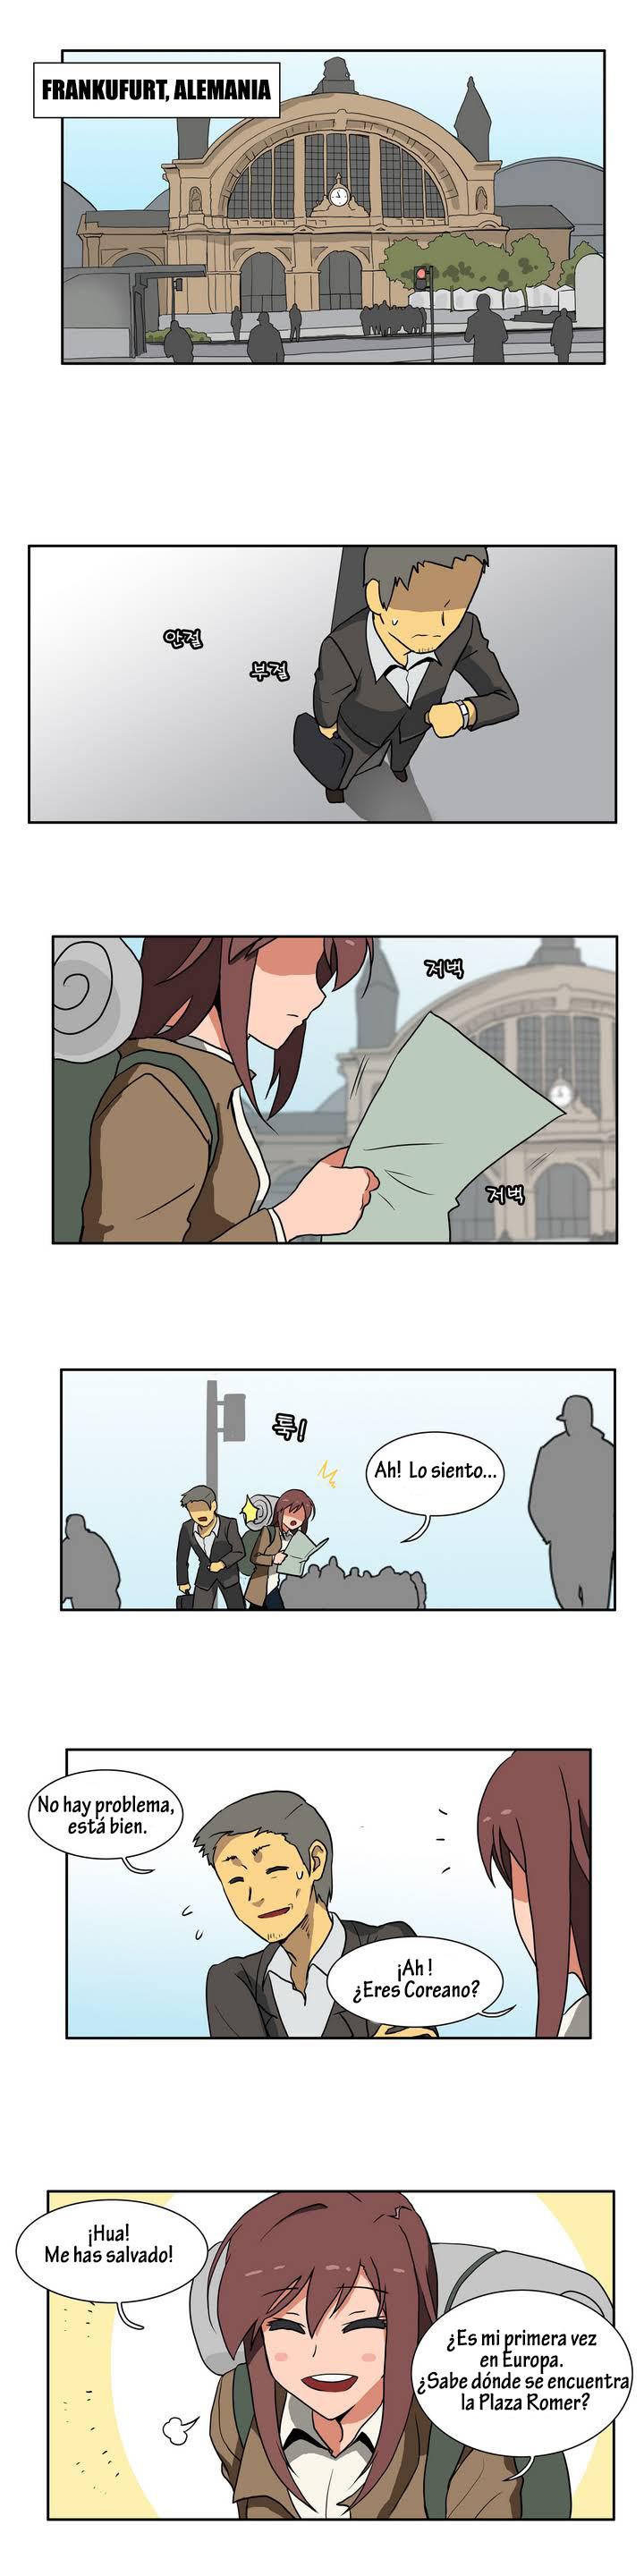 FRANKUFURT, ALEMANIA
안절
부절
저벅
저벅
툭!
Ah! Lo siento...
No hay problema,
está bien.
¡Ah!
¿Eres Coreano?
¡Hua!
Me has salvado!
¿Es mi primera vez
en Europa.
¿Sabe dónde se encuentra
la Plaza Romer?